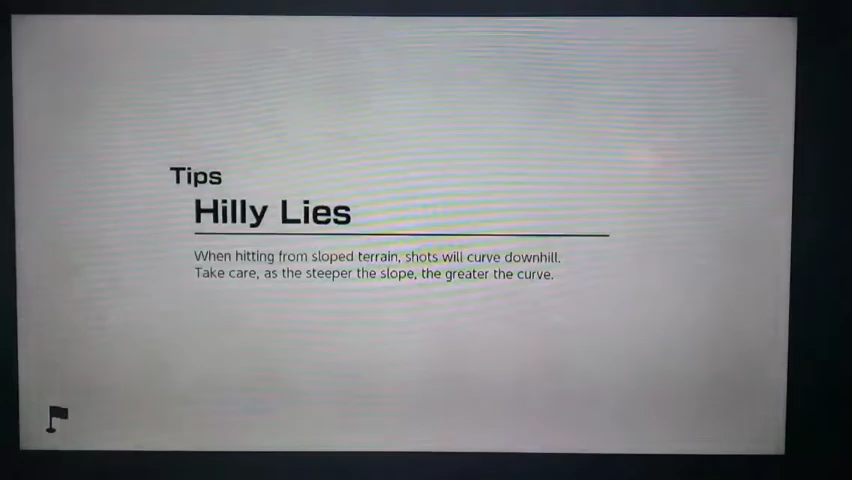 Tips
Hilly Lies
When hitting from sloped terrain, shots will curve downhill.
Take care, as the steeper the slope, the greater the curve.